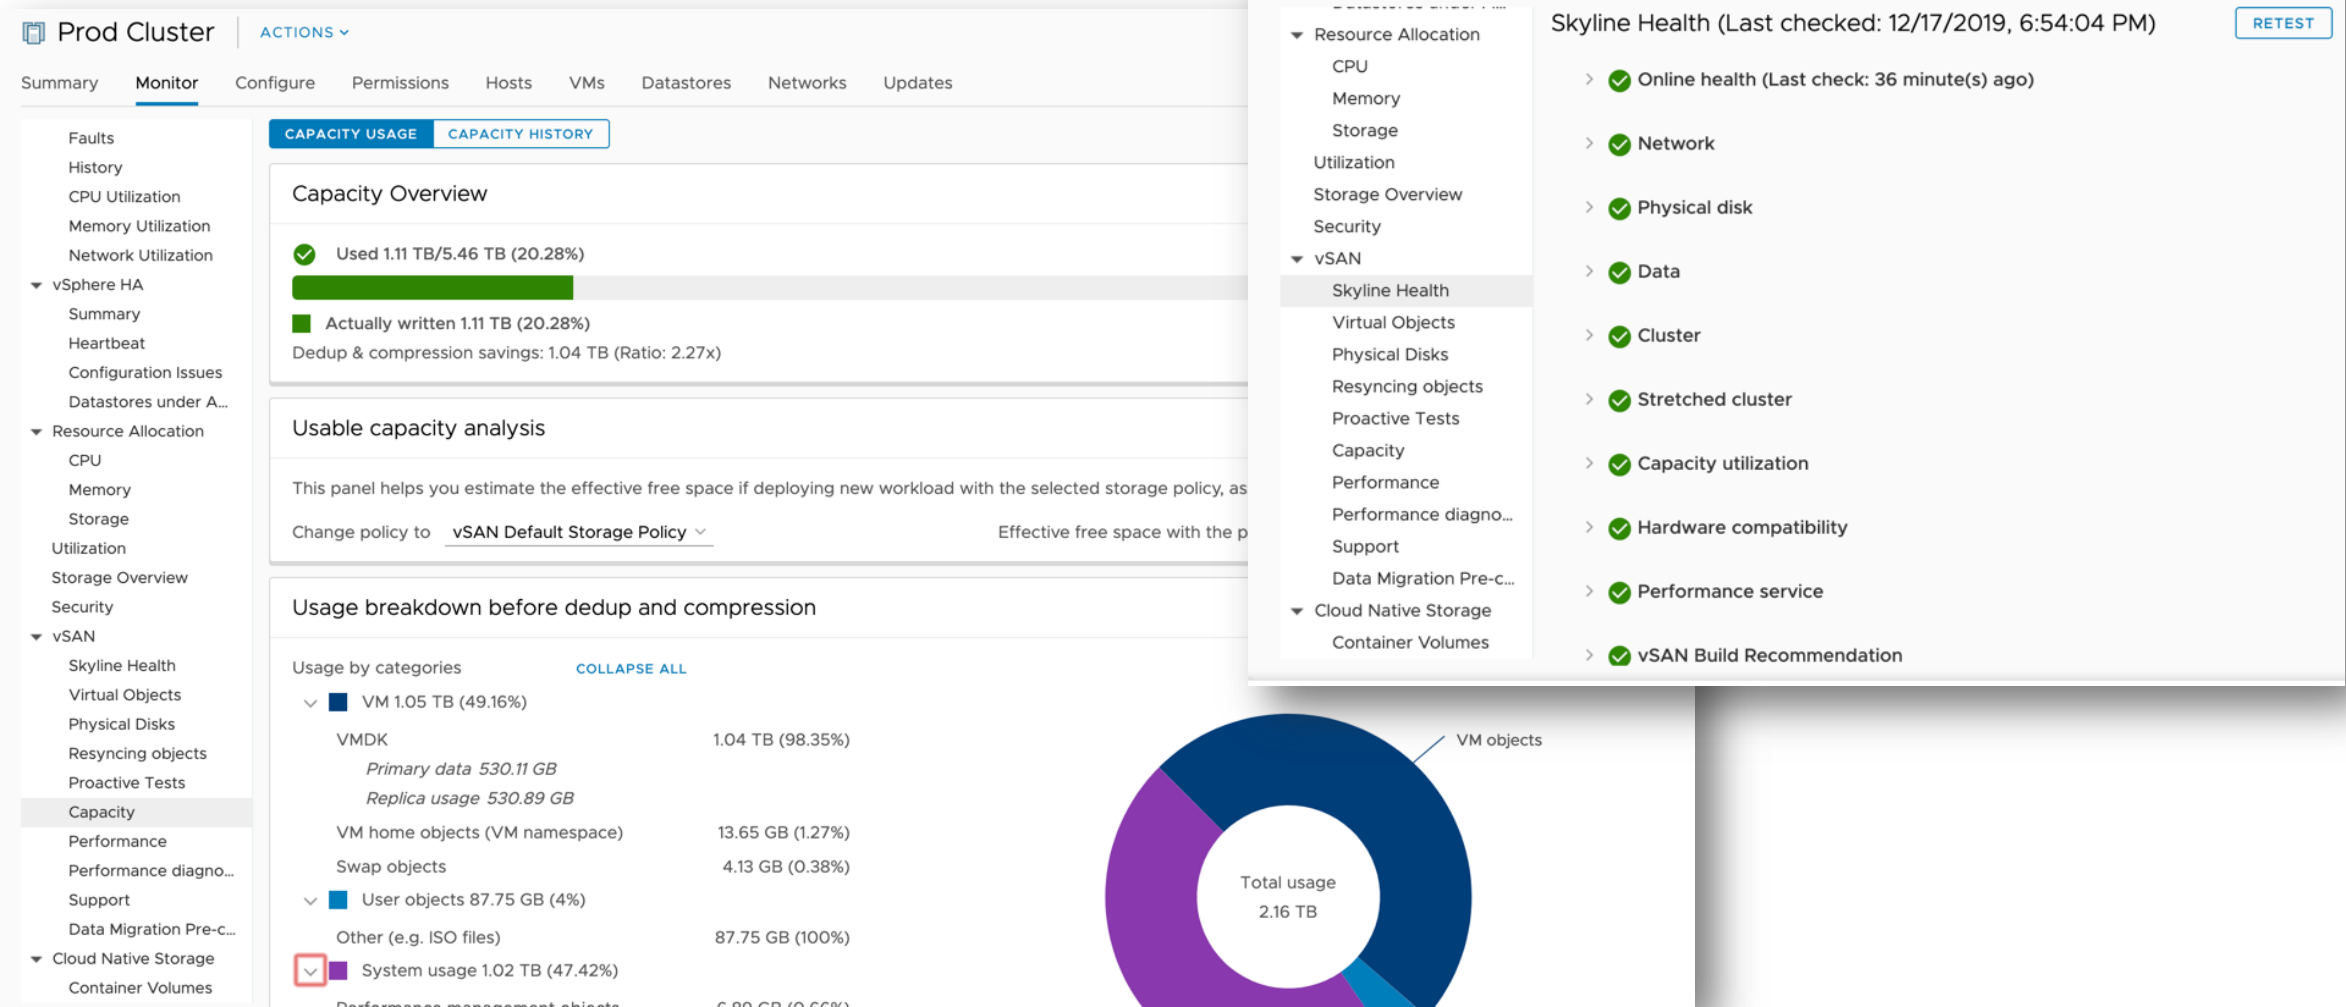 Prod Cluster
ACTIONS
Summary Monitor Configure Permissions Hosts VMs Datastores Networks Updates
Faults
History
CPU Utilization
Memory Utilization
Network Utilization
vSphere HA
Summary
Heartbeat
Configuration Issues
Datastores under A...
Resource Allocation
CPU
Memory
Storage
Utilization
Storage Overview
Security
vSAN
Skyline Health
Virtual Objects
Physical Disks
Resyncing objects
Proactive Tests
Capacity
Performance
Performance diagno...
Support
Data Migration Pre-c...
Cloud Native Storage
Container Volumes
CAPACITY USAGE CAPACITY HISTORY
Capacity Overview
Used 1.11 TB/5.46 TB (20.28%)
Actually written 1.11 TB (20.28%)
Dedup & compression savings: 1.04 TB (Ratio: 2.27x)
Usable capacity analysis
This panel helps you estimate the effective free space if deploying new workload with the selected storage policy, as
Change policy to vSAN Default Storage Policy Effective free space with the p
Usage breakdown before dedup and compression
Usage by categories COLLAPSE ALL
VM 1.05 TB (49.16%)
VMDK 1.04 TB (98.35%)
Primary data 530.11 GB
Replica usage 530.89 GB
VM home objects (VM namespace) 13.65 GB (1.27%)
Swap objects 4.13 GB (0.38%)
User objects 87.75 GB (4%)
Other (e.g. ISO files) 87.75 GB (100%)
System usage 1.02 TB (47.42%)
Performance management objects 6.89 GB (0.66%)
VM objects
Total usage
2.16 TB
Resource Allocation
CPU
Memory
Storage
Utilization
Storage Overview
Security
vSAN
Skyline Health
Virtual Objects
Physical Disks
Resyncing objects
Proactive Tests
Capacity
Performance
Performance diagno...
Support
Data Migration Pre-c...
Cloud Native Storage
Container Volumes
Skyline Health (Last checked: 12/17/2019, 6:54:04 PM)
RETEST
Online health (Last check: 36 minute(s) ago)
Network
Physical disk
Data
Cluster
Stretched cluster
Capacity utilization
Hardware compatibility
Performance service
vSAN Build Recommendation